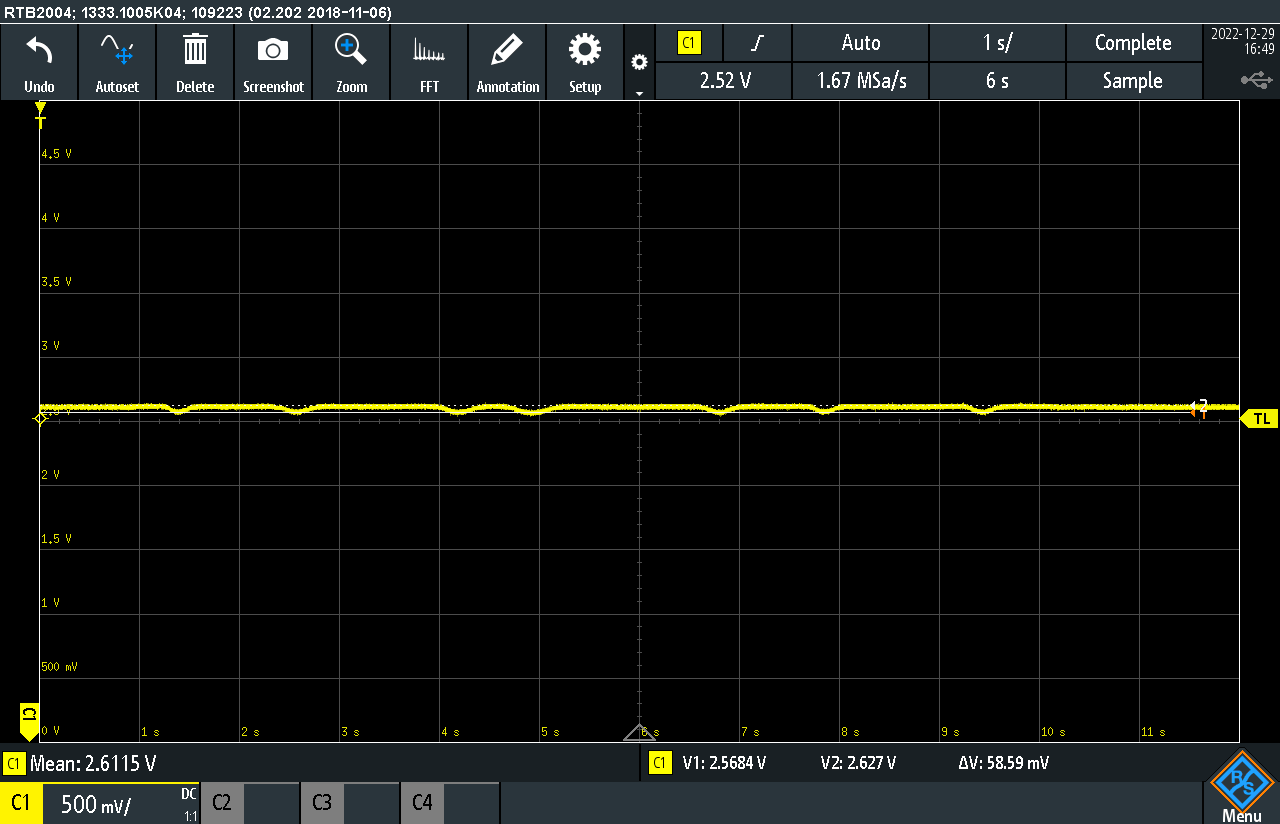 RTB2004; 1333.1005K04; 109223 (02.202 2018-11-06)
Undo
Autoset
Delete
Screenshot
Zoom
FFT
Annotation
Setup
C1
Auto
1 s/
Complete
2.52 V
1.67 MSa/s
6 s
Sample
2022-12-29
16:49
T
4.5 V
4 V
3.5 V
3 V
2 V
1.5 V
1 V
500 mV
0 V
TL
2
C1
1 s
2 s
3 s
4 s
5 s
6 s
7 s
8 s
9 s
10 s
11 s
C1 Mean: 2.6115 V
C1 V1: 2.5684 V V2: 2.627 V ΔV: 58.59 mV
C1 500 mV/ DC 1:1
C2
C3
C4
R S
Menu